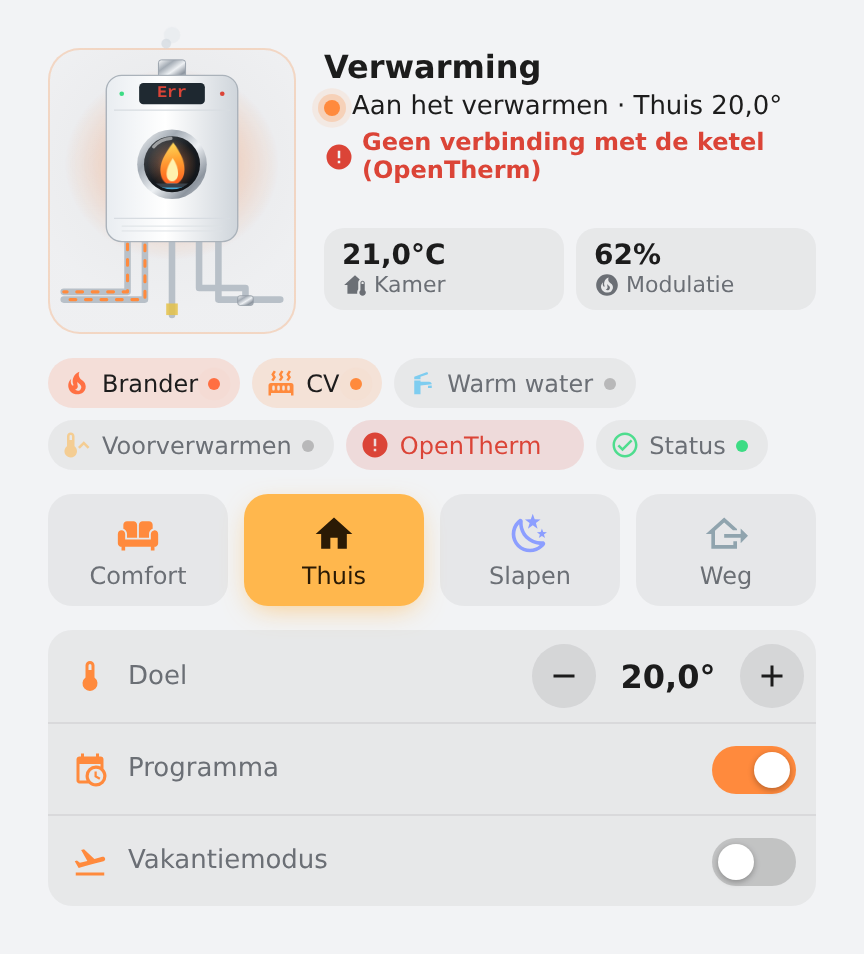 Err
Verwarming
Aan het verwarmen · Thuis 20,0°
Geen verbinding met de ketel
(OpenTherm)
21,0°C
Kamer
62%
Modulatie
Brander
CV
Warm water
Voorverwarmen
OpenTherm
Status
Comfort
Thuis
Slapen
Weg
Doel
− 20,0° +
Programma
Vakantiemodus